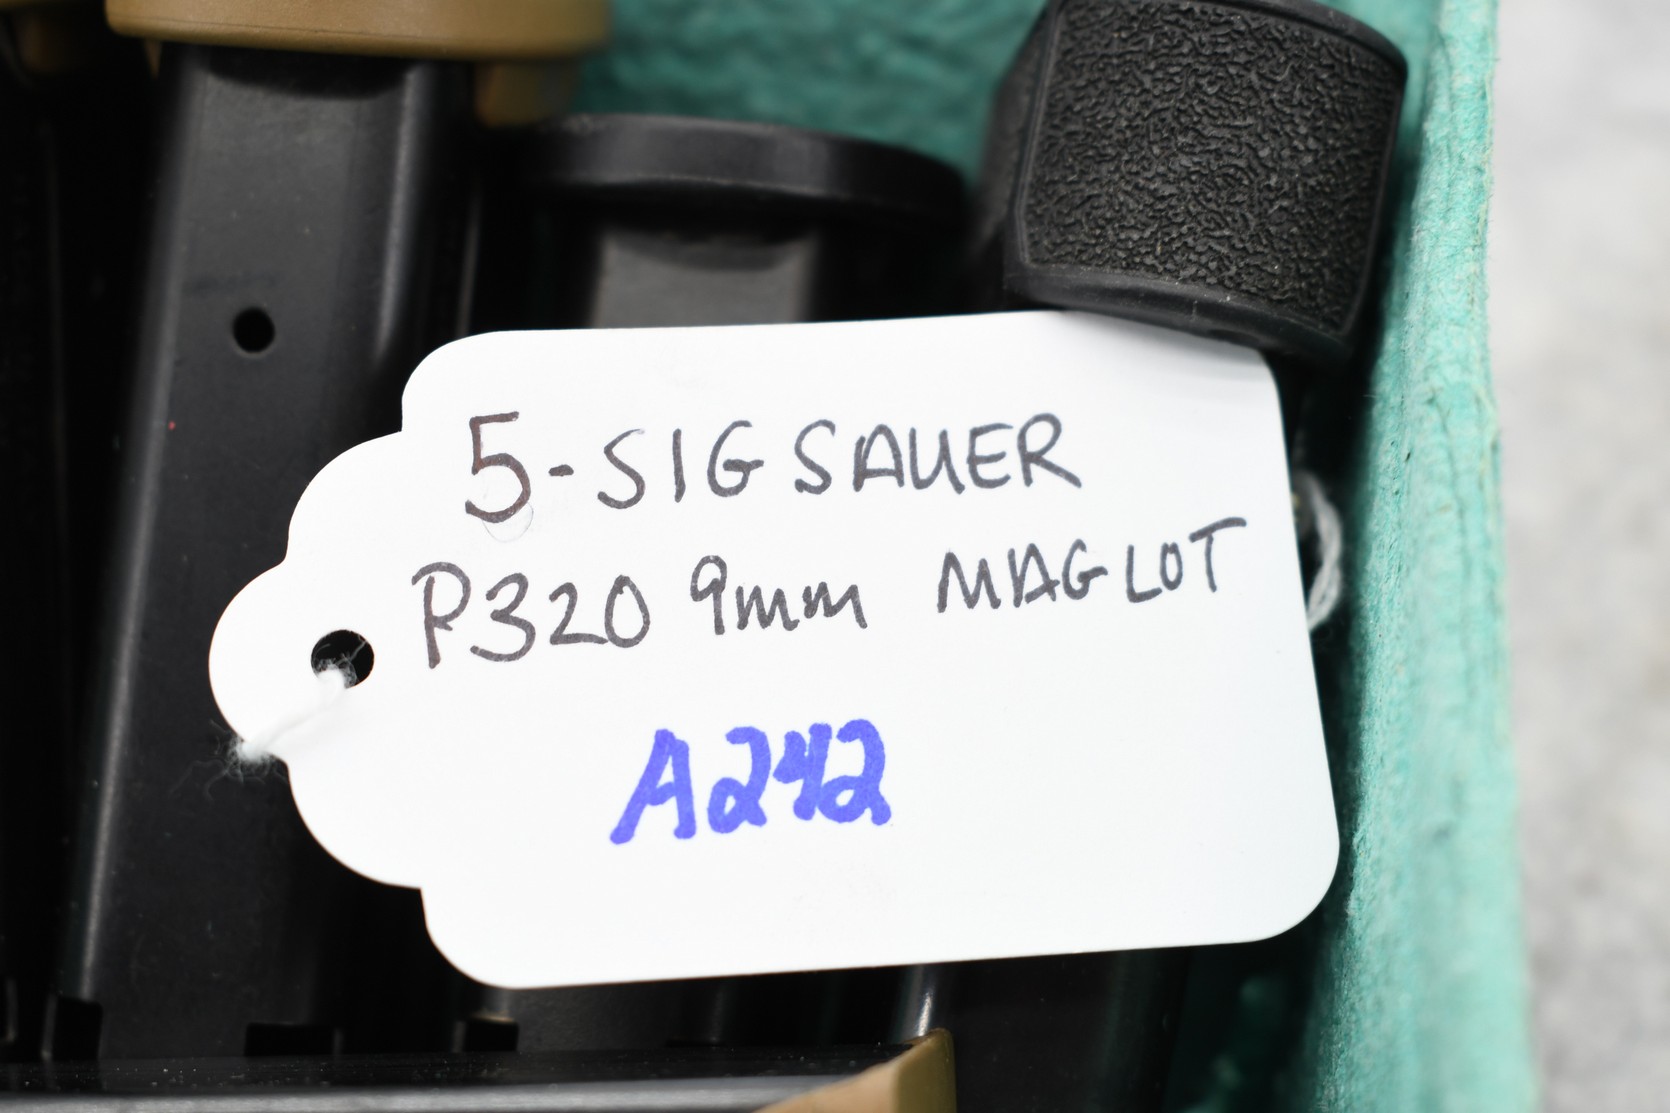 5-SIG SAUER
P320 9mm MAG LOT
A242